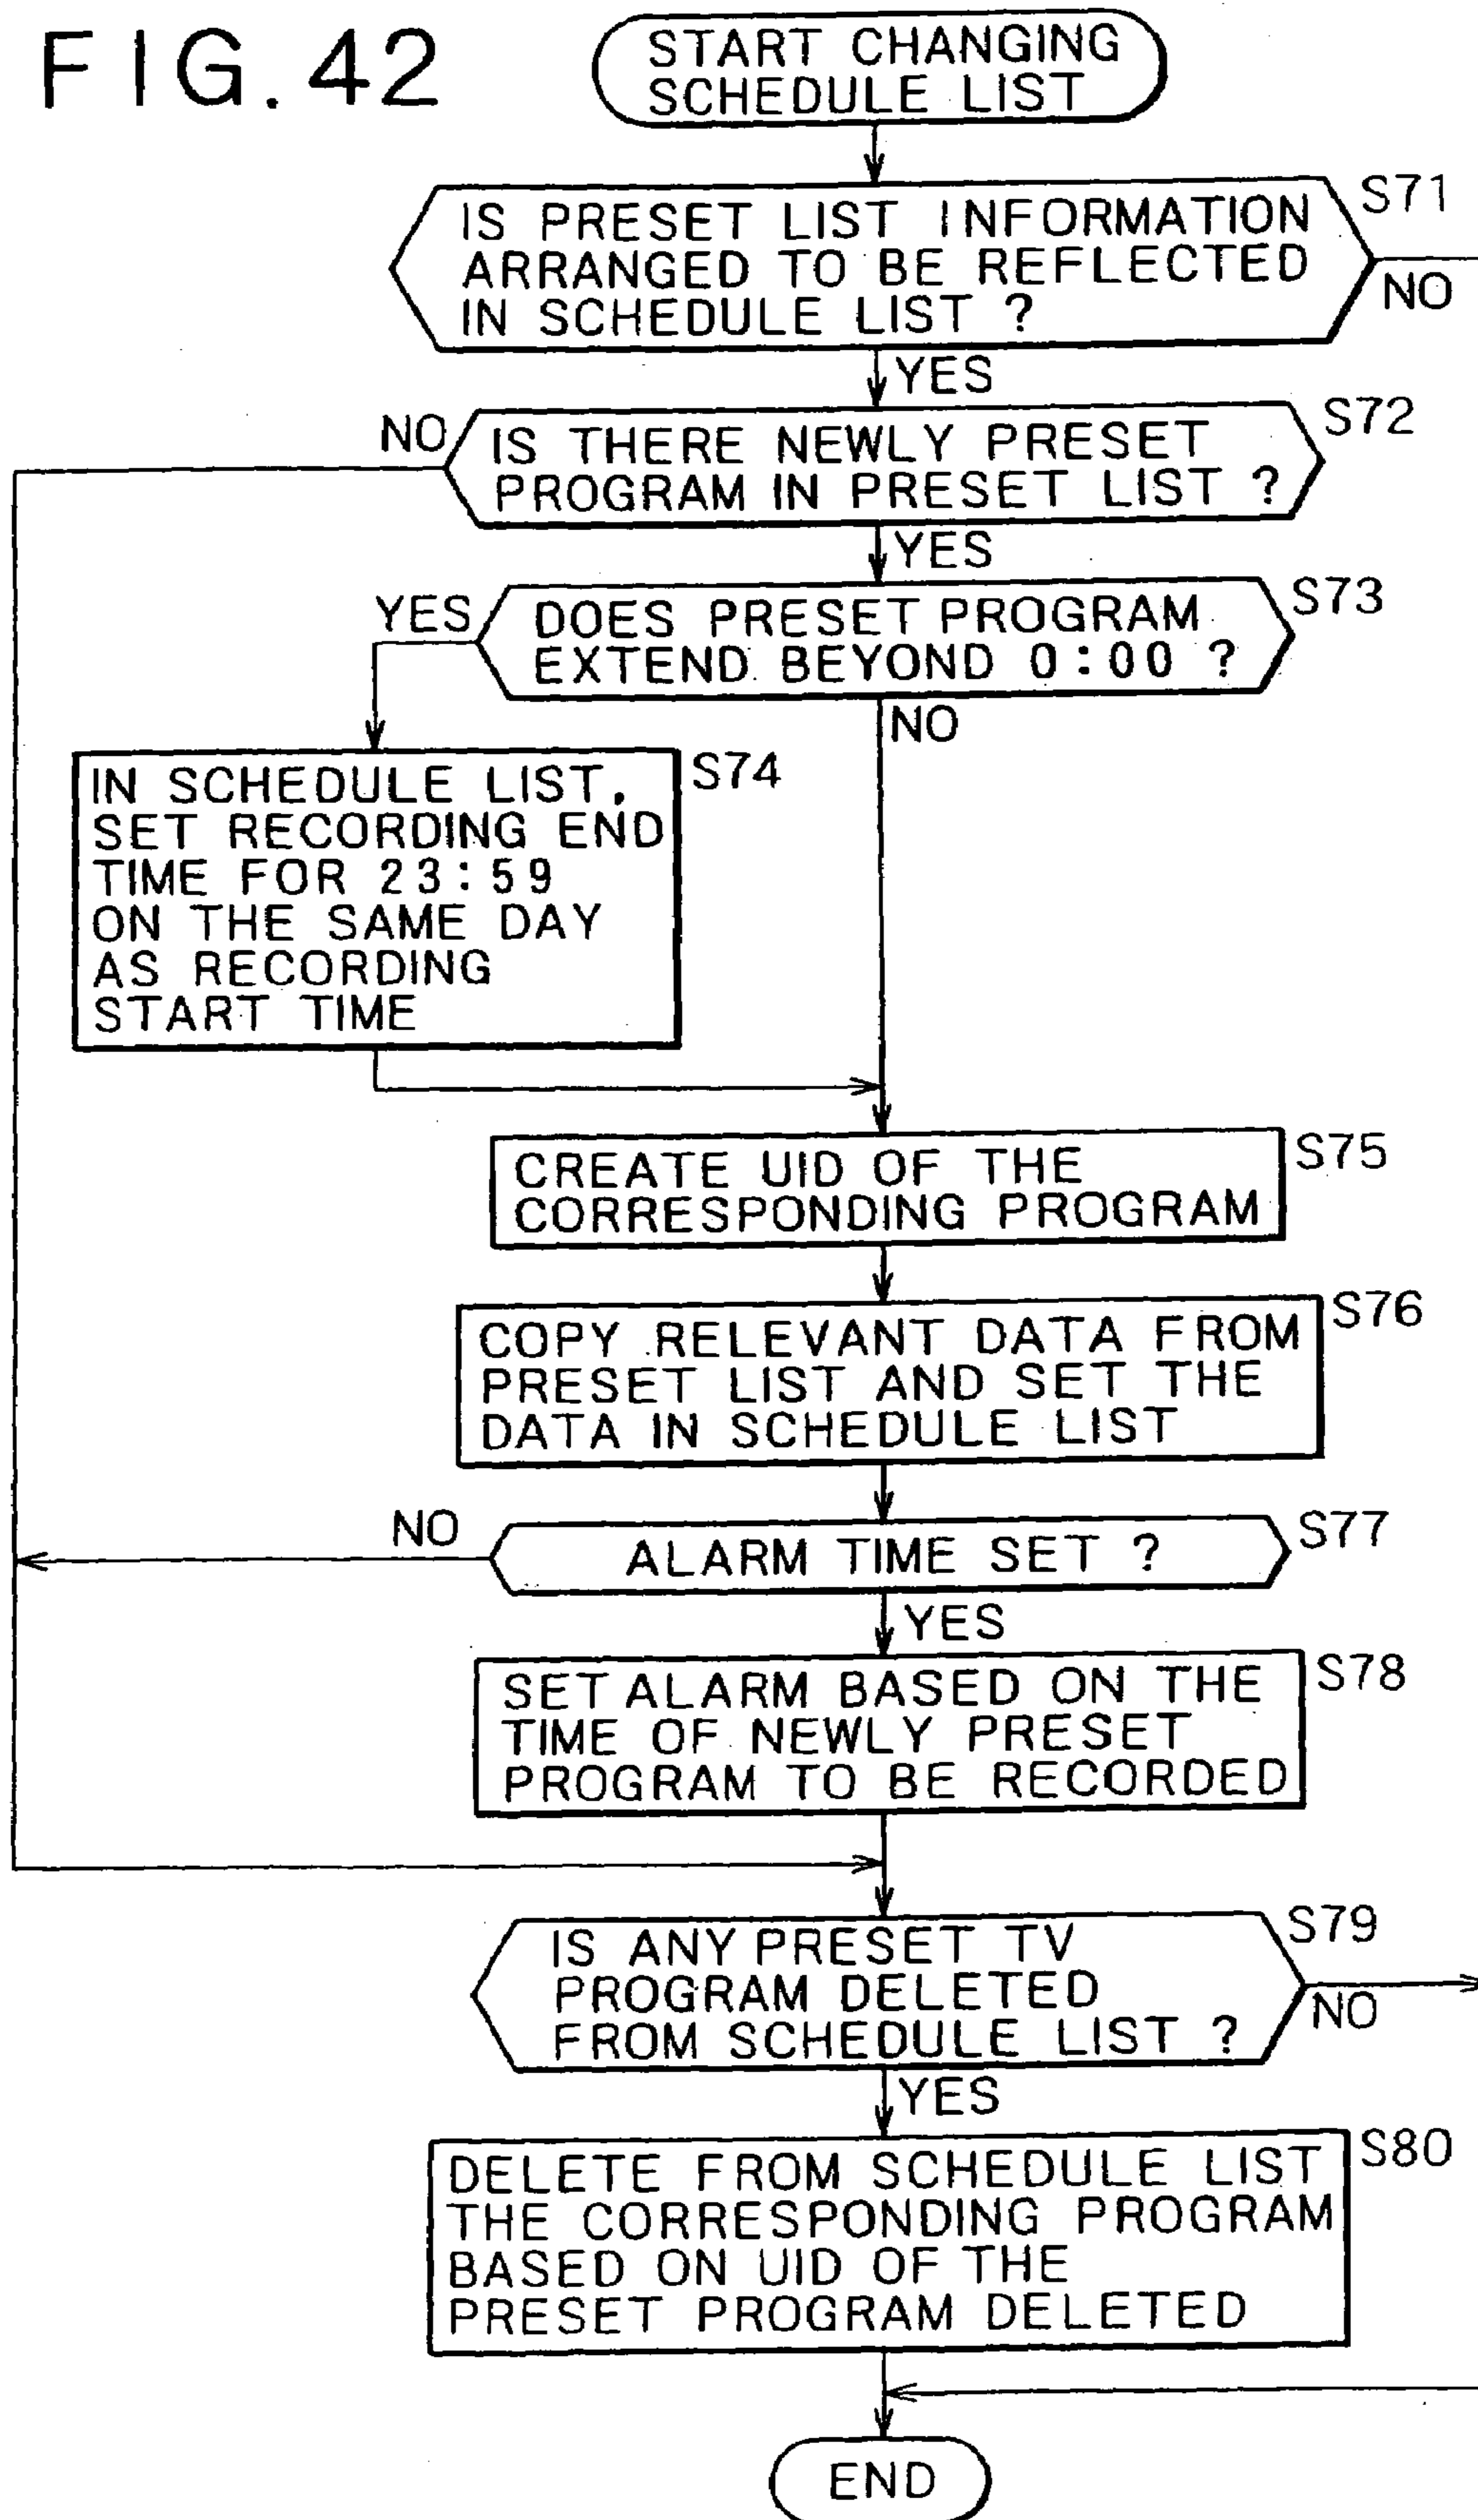 FIG. 42
START CHANGING
SCHEDULE LIST
S71
IS PRESET LIST INFORMATION
ARRANGED TO BE REFLECTED
IN SCHEDULE LIST ?
NO
YES
S72
NO
IS THERE NEWLY PRESET
PROGRAM IN PRESET LIST ?
YES
S73
YES
DOES PRESET PROGRAM
EXTEND BEYOND 0:00 ?
NO
S74
IN SCHEDULE LIST,
SET RECORDING END
TIME FOR 23:59
ON THE SAME DAY
AS RECORDING
START TIME
S75
CREATE UID OF THE
CORRESPONDING PROGRAM
S76
COPY RELEVANT DATA FROM
PRESET LIST AND SET THE
DATA IN SCHEDULE LIST
NO
S77
ALARM TIME SET ?
YES
S78
SET ALARM BASED ON THE
TIME OF NEWLY PRESET
PROGRAM TO BE RECORDED
S79
IS ANY PRESET TV
PROGRAM DELETED
FROM SCHEDULE LIST ?
NO
YES
S80
DELETE FROM SCHEDULE LIST
THE CORRESPONDING PROGRAM
BASED ON UID OF THE
PRESET PROGRAM DELETED
END